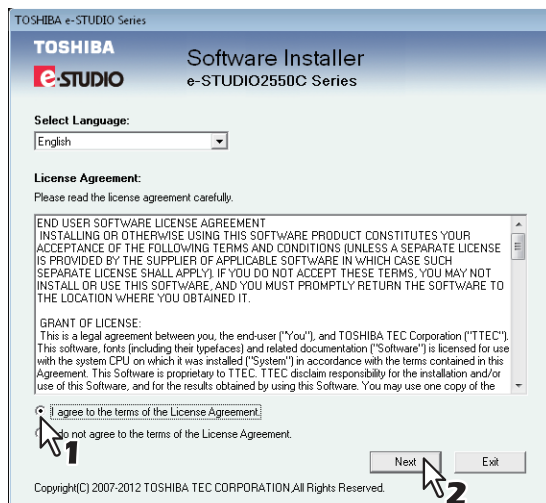 TOSHIBA e-STUDIO Series
TOSHIBA
e-STUDIO
Software Installer
e-STUDIO2550C Series
Select Language:
English
License Agreement:
Please read the license agreement carefully.
END USER SOFTWARE LICENSE AGREEMENT
INSTALLING OR OTHERWISE USING THIS SOFTWARE PRODUCT CONSTITUTES YOUR
ACCEPTANCE OF THE FOLLOWING TERMS AND CONDITIONS (UNLESS A SEPARATE LICENSE
IS PROVIDED BY THE SUPPLIER OF APPLICABLE SOFTWARE IN WHICH CASE SUCH
SEPARATE LICENSE SHALL APPLY). IF YOU DO NOT ACCEPT THESE TERMS, YOU MAY NOT
INSTALL OR USE THIS SOFTWARE, AND YOU MUST PROMPTLY RETURN THE SOFTWARE TO
THE LOCATION WHERE YOU OBTAINED IT.
GRANT OF LICENSE:
This is a legal agreement between you, the end-user ("You"), and TOSHIBA TEC Corporation ("TTEC").
This software, fonts (including their typefaces) and related documentation ("Software") is licensed for use
with the system CPU on which it was installed ("System") in accordance with the terms contained in this
Agreement. This Software is proprietary to TTEC. TTEC disclaim responsibility for the installation and/or
use of this Software, and for the results obtained by using this Software. You may use one copy of the
I agree to the terms of the License Agreement.
do not agree to the terms of the License Agreement.
1
Next
Exit
2
Copyright(C) 2007-2012 TOSHIBA TEC CORPORATION,All Rights Reserved.